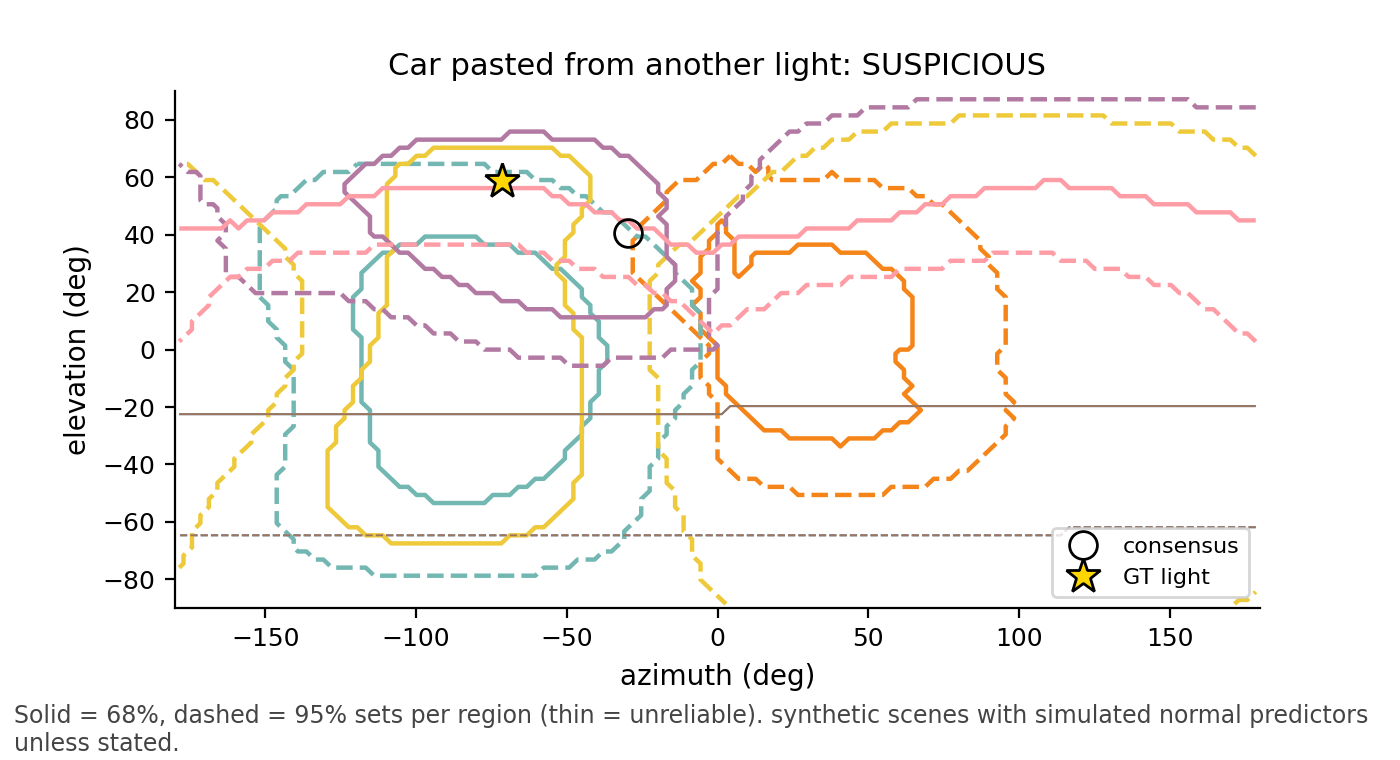 Car pasted from another light: SUSPICIOUS
80
60
40
20
0
−20
−40
−60
−80
elevation (deg)
−150
−100
−50
0
50
100
150
azimuth (deg)
consensus
GT light
Solid = 68%, dashed = 95% sets per region (thin = unreliable). synthetic scenes with simulated normal predictors
unless stated.